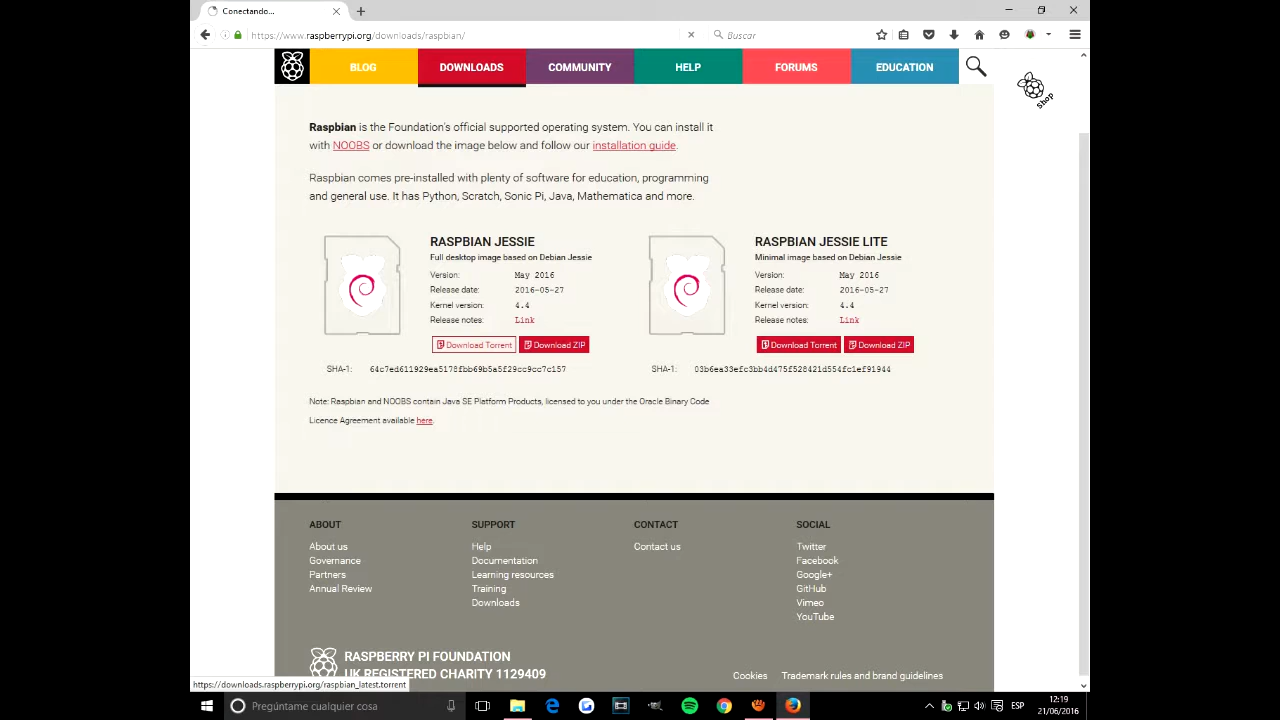 Conectando...
https://www.raspberrypi.org/downloads/raspbian/
Buscar
BLOG
DOWNLOADS
COMMUNITY
HELP
FORUMS
EDUCATION
shop
Raspbian is the Foundation's official supported operating system. You can install it
with NOOBS or download the image below and follow our installation guide.
Raspbian comes pre-installed with plenty of software for education, programming
and general use. It has Python, Scratch, Sonic Pi, Java, Mathematica and more.
RASPBIAN JESSIE
Full desktop image based on Debian Jessie
Version: May 2016
Release date: 2016-05-27
Kernel version: 4.4
Release notes: Link
Download Torrent
Download ZIP
SHA-1: 64c7ed611929ea5178fbb69b5a5f29cc9cc7c157
RASPBIAN JESSIE LITE
Minimal image based on Debian Jessie
Version: May 2016
Release date: 2016-05-27
Kernel version: 4.4
Release notes: Link
Download Torrent
Download ZIP
SHA-1: 03b6ea33efc3bb4d475f528421d554fc1ef91944
Note: Raspbian and NOOBS contain Java SE Platform Products, licensed to you under the Oracle Binary Code
Licence Agreement available here.
ABOUT
About us
Governance
Partners
Annual Review
SUPPORT
Help
Documentation
Learning resources
Training
Downloads
CONTACT
Contact us
SOCIAL
Twitter
Facebook
Google+
GitHub
Vimeo
YouTube
RASPBERRY PI FOUNDATION
UK REGISTERED CHARITY 1129409
Cookies
Trademark rules and brand guidelines
https://downloads.raspberrypi.org/raspbian_latest.torrent
Pregúntame cualquier cosa
ESP
12:19
21/06/2016